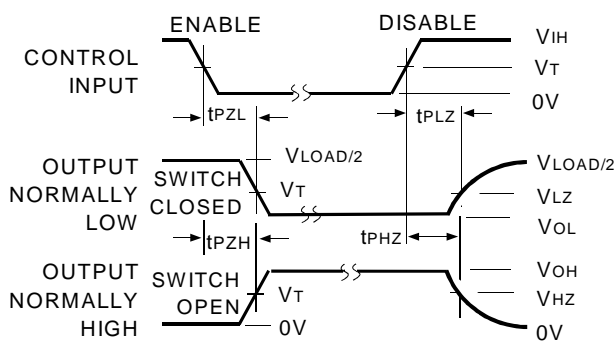 ENABLE DISABLE
CONTROL INPUT
VIH
VT
0V
tPZL tPLZ
OUTPUT NORMALLY LOW
SWITCH CLOSED
VLOAD/2
VT
VLOAD/2
VLZ
VOL
tPZH tPHZ
OUTPUT NORMALLY HIGH
SWITCH OPEN
VT
0V
VOH
VHZ
0V